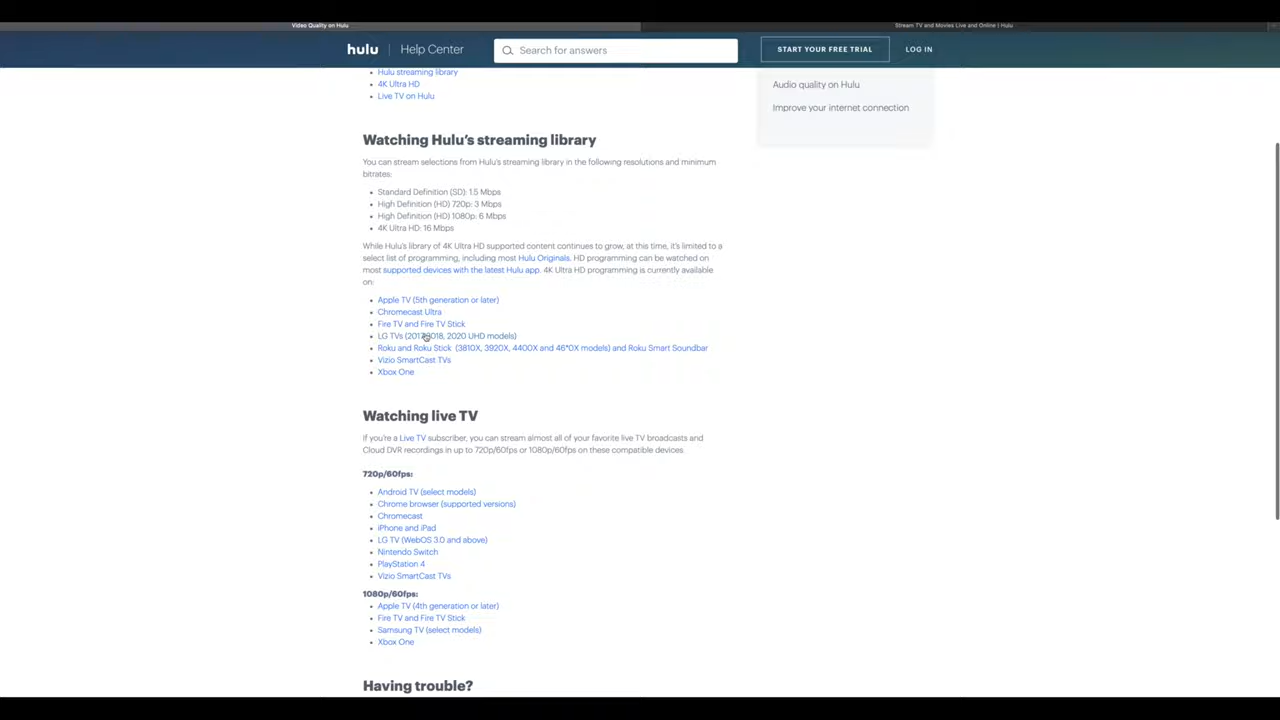 Video Quality on Hulu
Stream TV and Movies Live and Online | Hulu
hulu | Help Center
Search for answers
START YOUR FREE TRIAL
LOG IN
Hulu streaming library
4K Ultra HD
Live TV on Hulu
Audio quality on Hulu
Improve your internet connection
Watching Hulu's streaming library
You can stream selections from Hulu's streaming library in the following resolutions and minimum
bitrates:
Standard Definition (SD): 1.5 Mbps
High Definition (HD) 720p: 3 Mbps
High Definition (HD) 1080p: 6 Mbps
4K Ultra HD: 16 Mbps
While Hulu's library of 4K Ultra HD supported content continues to grow, at this time, it's limited to a
select list of programming, including most Hulu Originals. HD programming can be watched on
most supported devices with the latest Hulu app. 4K Ultra HD programming is currently available
on:
Apple TV (5th generation or later)
Chromecast Ultra
Fire TV and Fire TV Stick
LG TVs (2017-2018, 2020 UHD models)
Roku and Roku Stick (3810X, 3920X, 4400X and 46*0X models) and Roku Smart Soundbar
Vizio SmartCast TVs
Xbox One
Watching live TV
If you're a Live TV subscriber, you can stream almost all of your favorite live TV broadcasts and
Cloud DVR recordings in up to 720p/60fps or 1080p/60fps on these compatible devices
720p/60fps:
Android TV (select models)
Chrome browser (supported versions)
Chromecast
iPhone and iPad
LG TV (WebOS 3.0 and above)
Nintendo Switch
PlayStation 4
Vizio SmartCast TVs
1080p/60fps:
Apple TV (4th generation or later)
Fire TV and Fire TV Stick
Samsung TV (select models)
Xbox One
Having trouble?